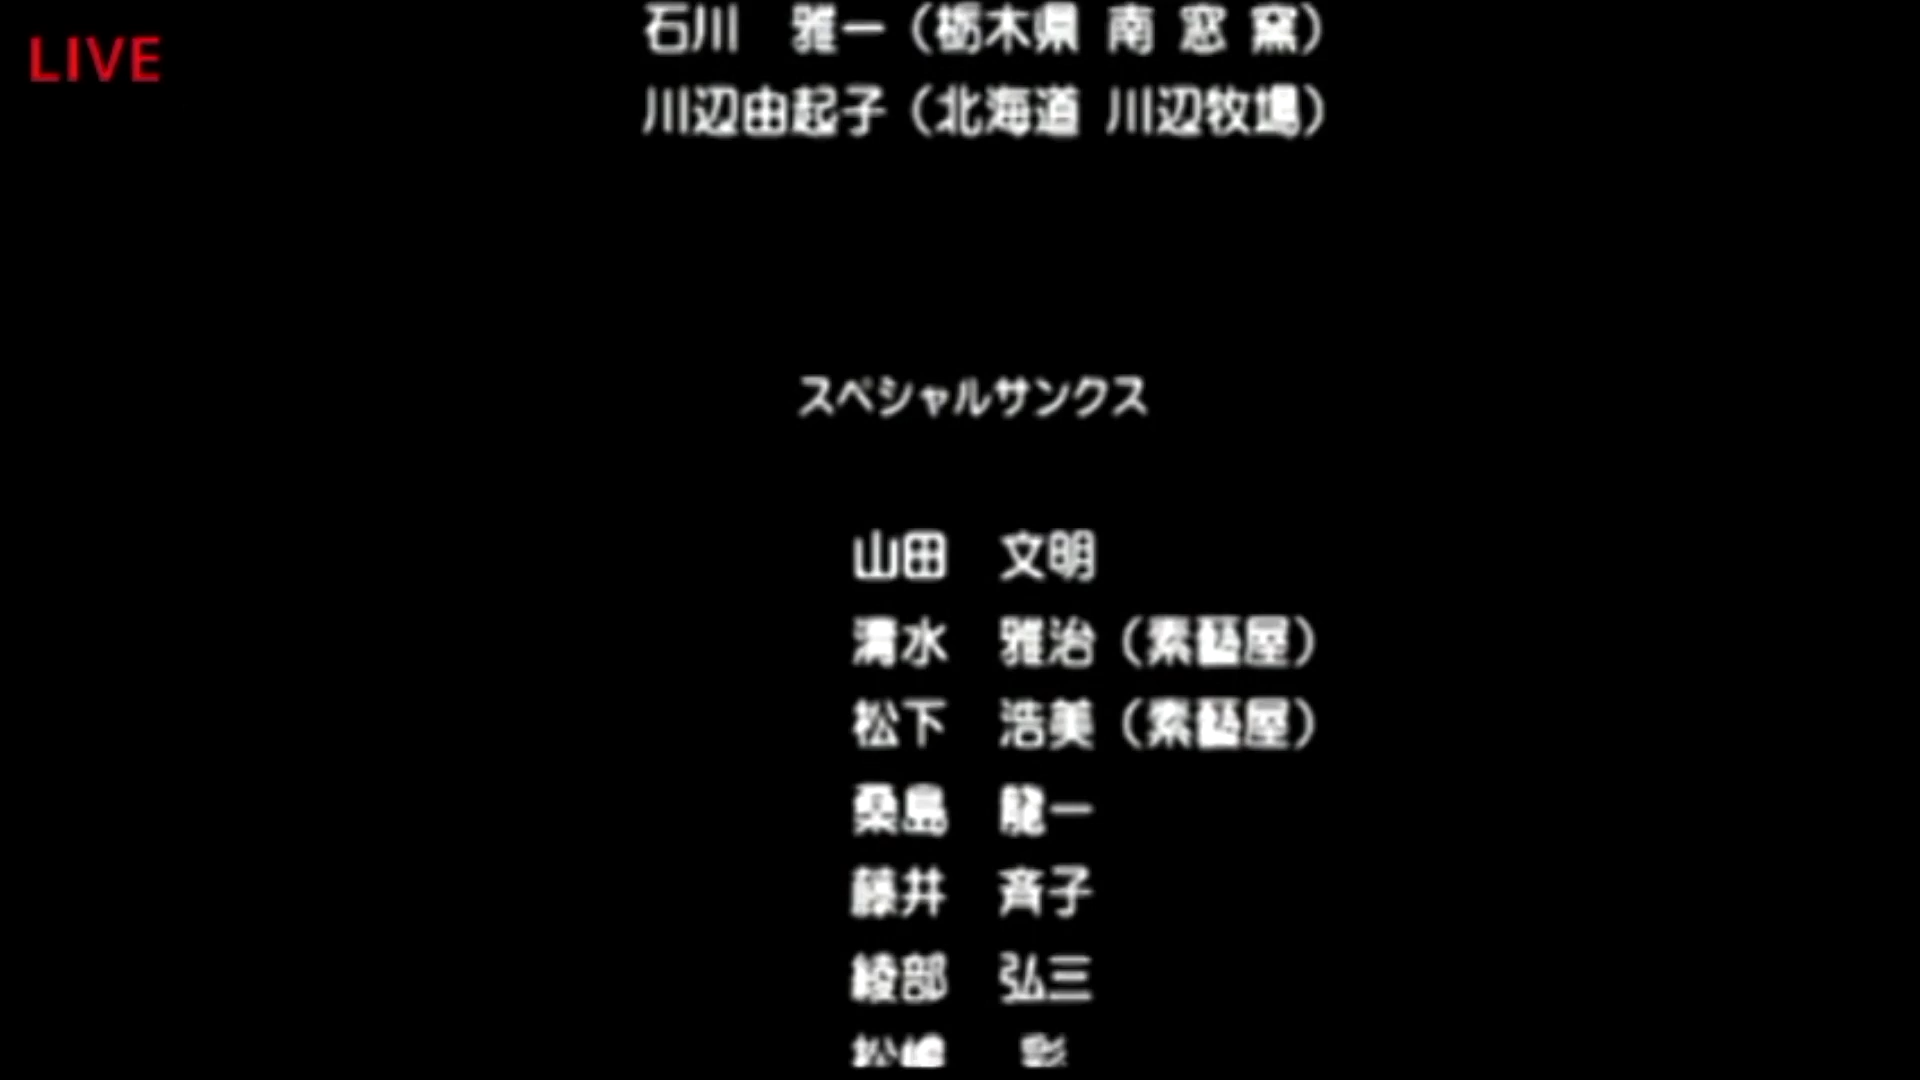 LIVE
石川 雅一（栃木県 南 窓 窯）
川辺由起子（北海道 川辺牧場）
スペシャルサンクス
山田 文明
清水 雅治（素藝屋）
松下 浩美（素藝屋）
桑島 龍一
藤井 斉子
綾部 弘三
松嶋 彩